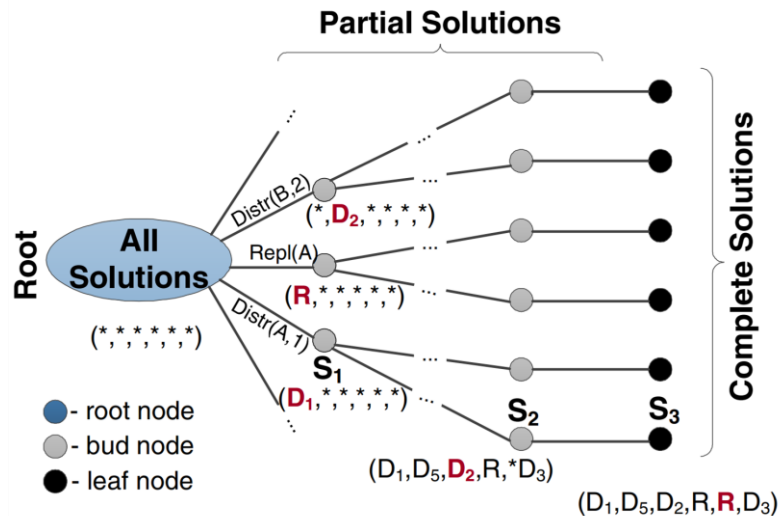 Partial Solutions
...
...
Distr(B,2)
...
(*,D₂,*,*,*,*)
Root
All
Solutions
Repl(A)
...
(R,*,*,*,*,*)
...
(*,*,*,*,*,*)
Distr(A,1)
S₁
...
(D₁,*,*,*,*,*)
...
...
S₂
S₃
Complete Solutions
- root node
- bud node
- leaf node
(D₁,D₅,D₂,R,*D₃)
(D₁,D₅,D₂,R,R,D₃)